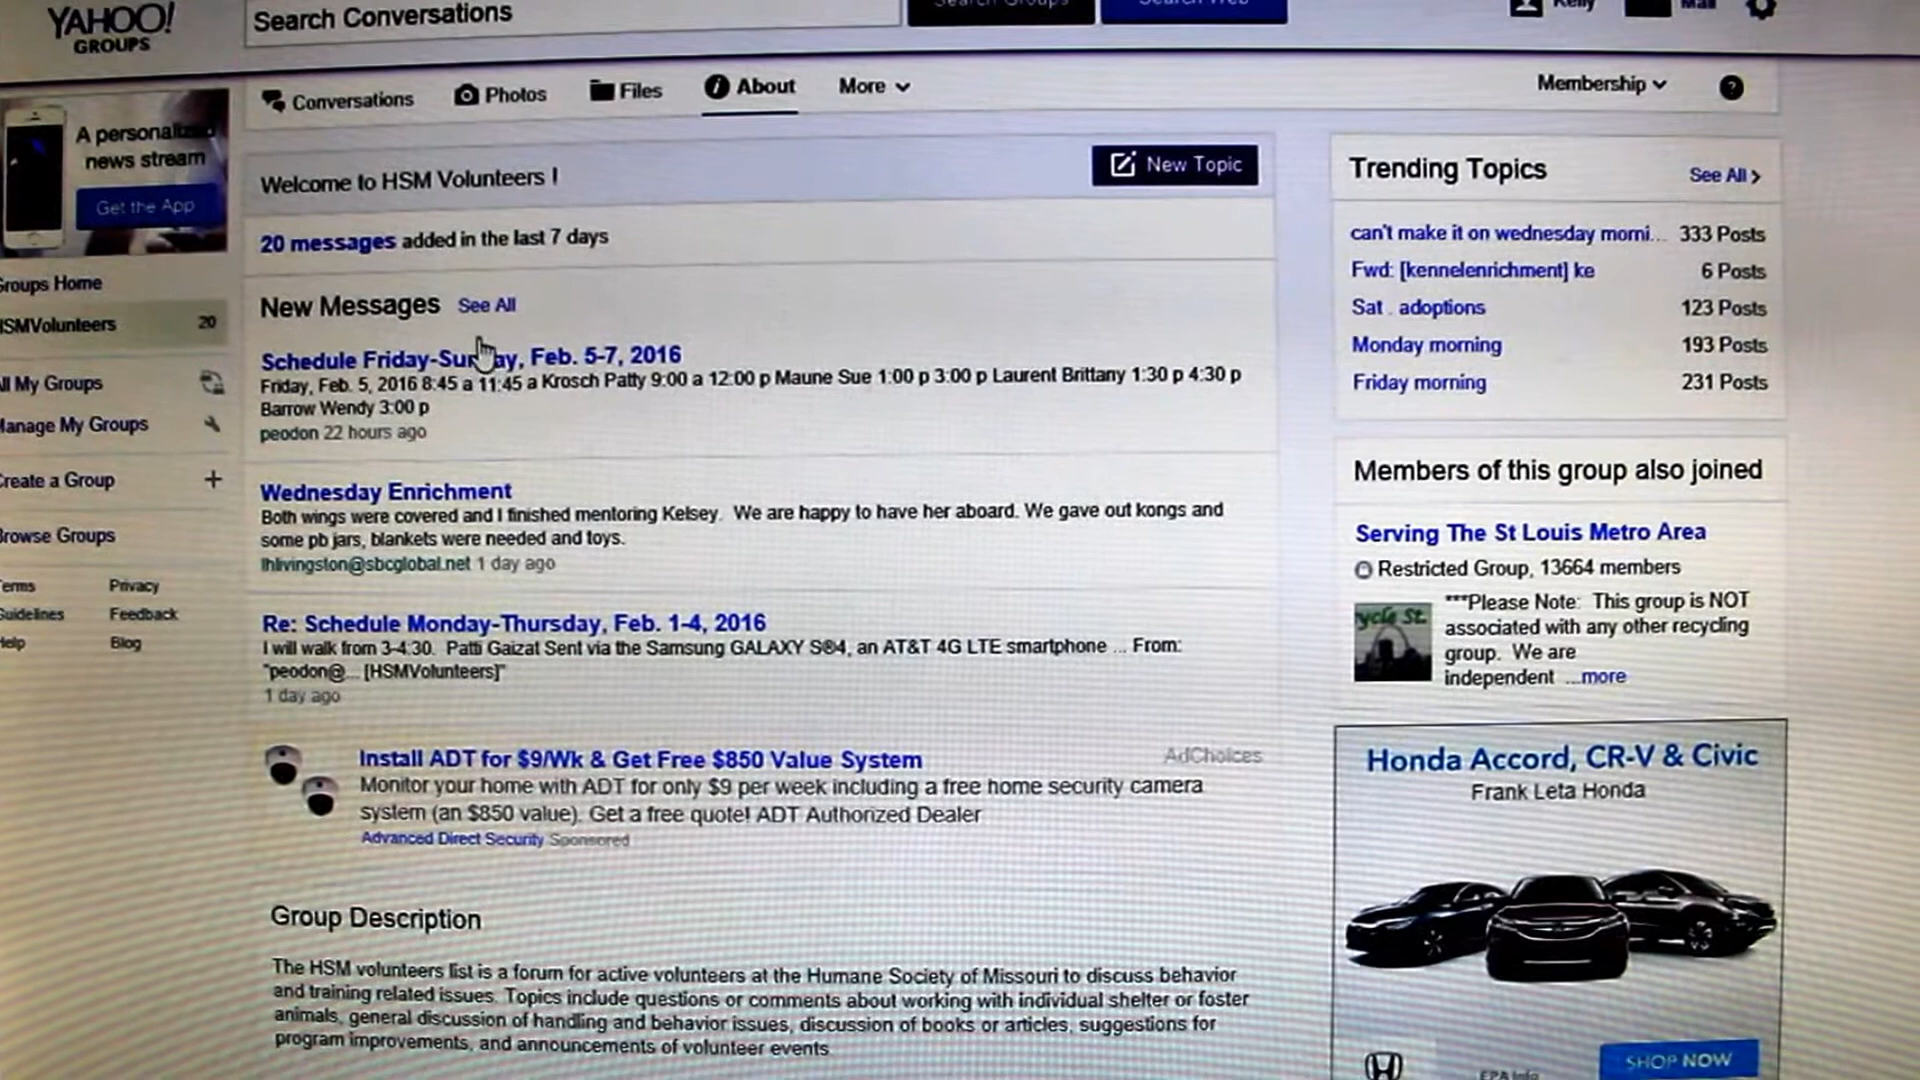 YAHOO!
GROUPS
Search Conversations
Search Groups
Search Web
Kelly
Mail
Conversations
Photos
Files
About
More
Membership
?
A personalized
news stream
Get the App
Welcome to HSM Volunteers !
New Topic
20 messages added in the last 7 days
New Messages See All
Schedule Friday-Sunday, Feb. 5-7, 2016
Friday, Feb. 5, 2016 8:45 a 11:45 a Krosch Patty 9:00 a 12:00 p Maune Sue 1:00 p 3:00 p Laurent Brittany 1:30 p 4:30 p
Barrow Wendy 3:00 p
peodon 22 hours ago
Wednesday Enrichment
Both wings were covered and I finished mentoring Kelsey. We are happy to have her aboard. We gave out kongs and
some pb jars, blankets were needed and toys.
lhlivingston@sbcglobal.net 1 day ago
Re: Schedule Monday-Thursday, Feb. 1-4, 2016
I will walk from 3-4:30. Patti Gaizat Sent via the Samsung GALAXY S®4, an AT&T 4G LTE smartphone ... From:
"peodon@... [HSMVolunteers]"
1 day ago
Install ADT for $9/Wk & Get Free $850 Value System
AdChoices
Monitor your home with ADT for only $9 per week including a free home security camera
system (an $850 value). Get a free quote! ADT Authorized Dealer
Advanced Direct Security Sponsored
Group Description
The HSM volunteers list is a forum for active volunteers at the Humane Society of Missouri to discuss behavior
and training related issues. Topics include questions or comments about working with individual shelter or foster
animals, general discussion of handling and behavior issues, discussion of books or articles, suggestions for
program improvements, and announcements of volunteer events
Groups Home
HSMVolunteers 20
All My Groups
Manage My Groups
Create a Group +
Browse Groups
Terms Privacy
Guidelines Feedback
Help Blog
Trending Topics
See All >
can't make it on wednesday morni... 333 Posts
Fwd: [kennelenrichment] ke 6 Posts
Sat . adoptions 123 Posts
Monday morning 193 Posts
Friday morning 231 Posts
Members of this group also joined
Serving The St Louis Metro Area
Restricted Group, 13664 members
***Please Note: This group is NOT
associated with any other recycling
group. We are
independent ...more
ycle St.
Honda Accord, CR-V & Civic
Frank Leta Honda
EPA Info
SHOP NOW